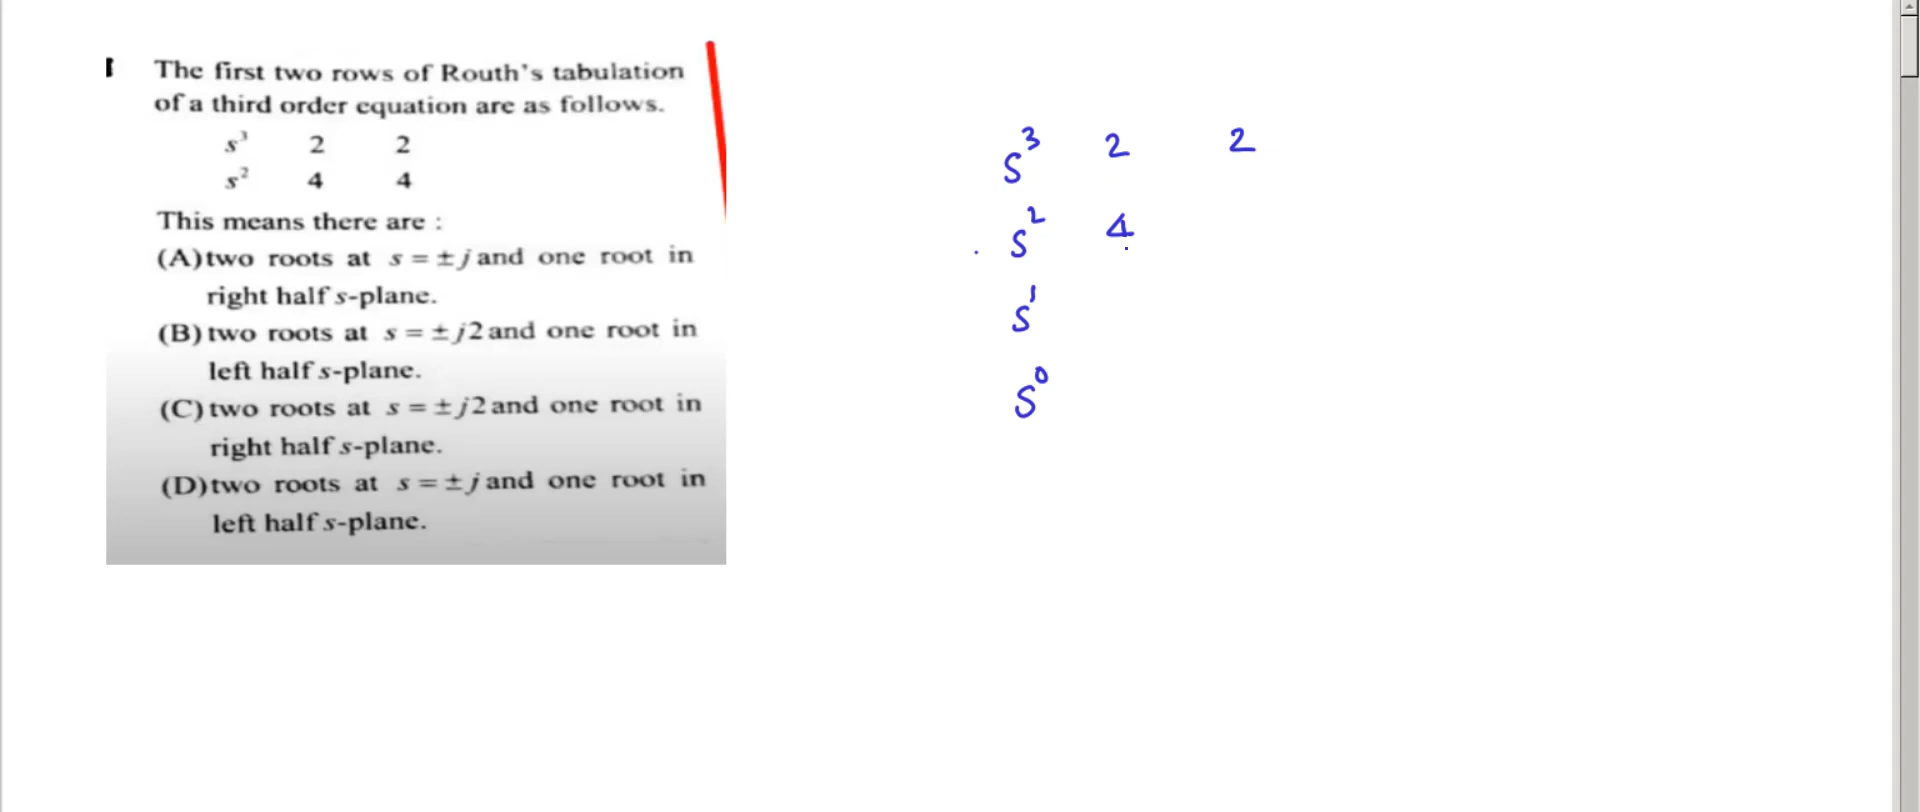 The first two rows of Routh's tabulation
of a third order equation are as follows.
s³ 2 2
s² 4 4
This means there are :
(A) two roots at s = ± j and one root in
right half s-plane.
(B) two roots at s = ± j2 and one root in
left half s-plane.
(C) two roots at s = ± j2 and one root in
right half s-plane.
(D) two roots at s = ± j and one root in
left half s-plane.
S³ 2 2
S² 4
S¹
S⁰